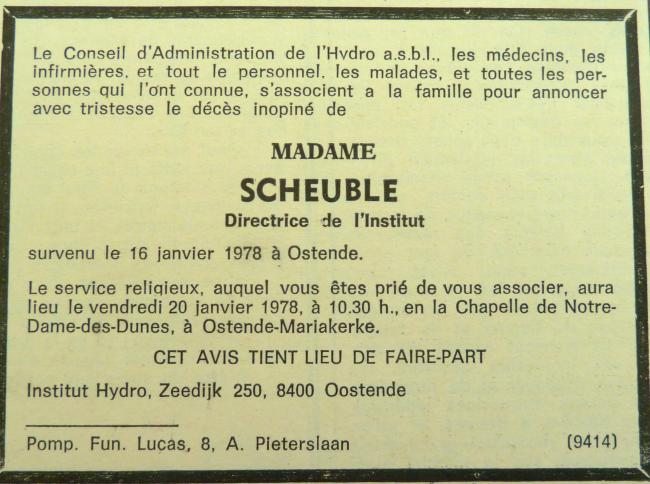 Le Conseil d'Administration de l'Hvdro a.s.b.l., les médecins, les
infirmières, et tout le personnel, les malades, et toutes les per-
sonnes qui l'ont connue, s'associent a la famille pour annoncer
avec tristesse le décès inopiné de
MADAME
SCHEUBLE
Directrice de l'Institut
survenu le 16 janvier 1978 à Ostende.
Le service religieux, auquel vous êtes prié de vous associer, aura
lieu le vendredi 20 janvier 1978, à 10.30 h., en la Chapelle de Notre-
Dame-des-Dunes, à Ostende-Mariakerke.
CET AVIS TIENT LIEU DE FAIRE-PART
Institut Hydro, Zeedijk 250, 8400 Oostende
Pomp. Fun. Lucas, 8, A. Pieterslaan (9414)